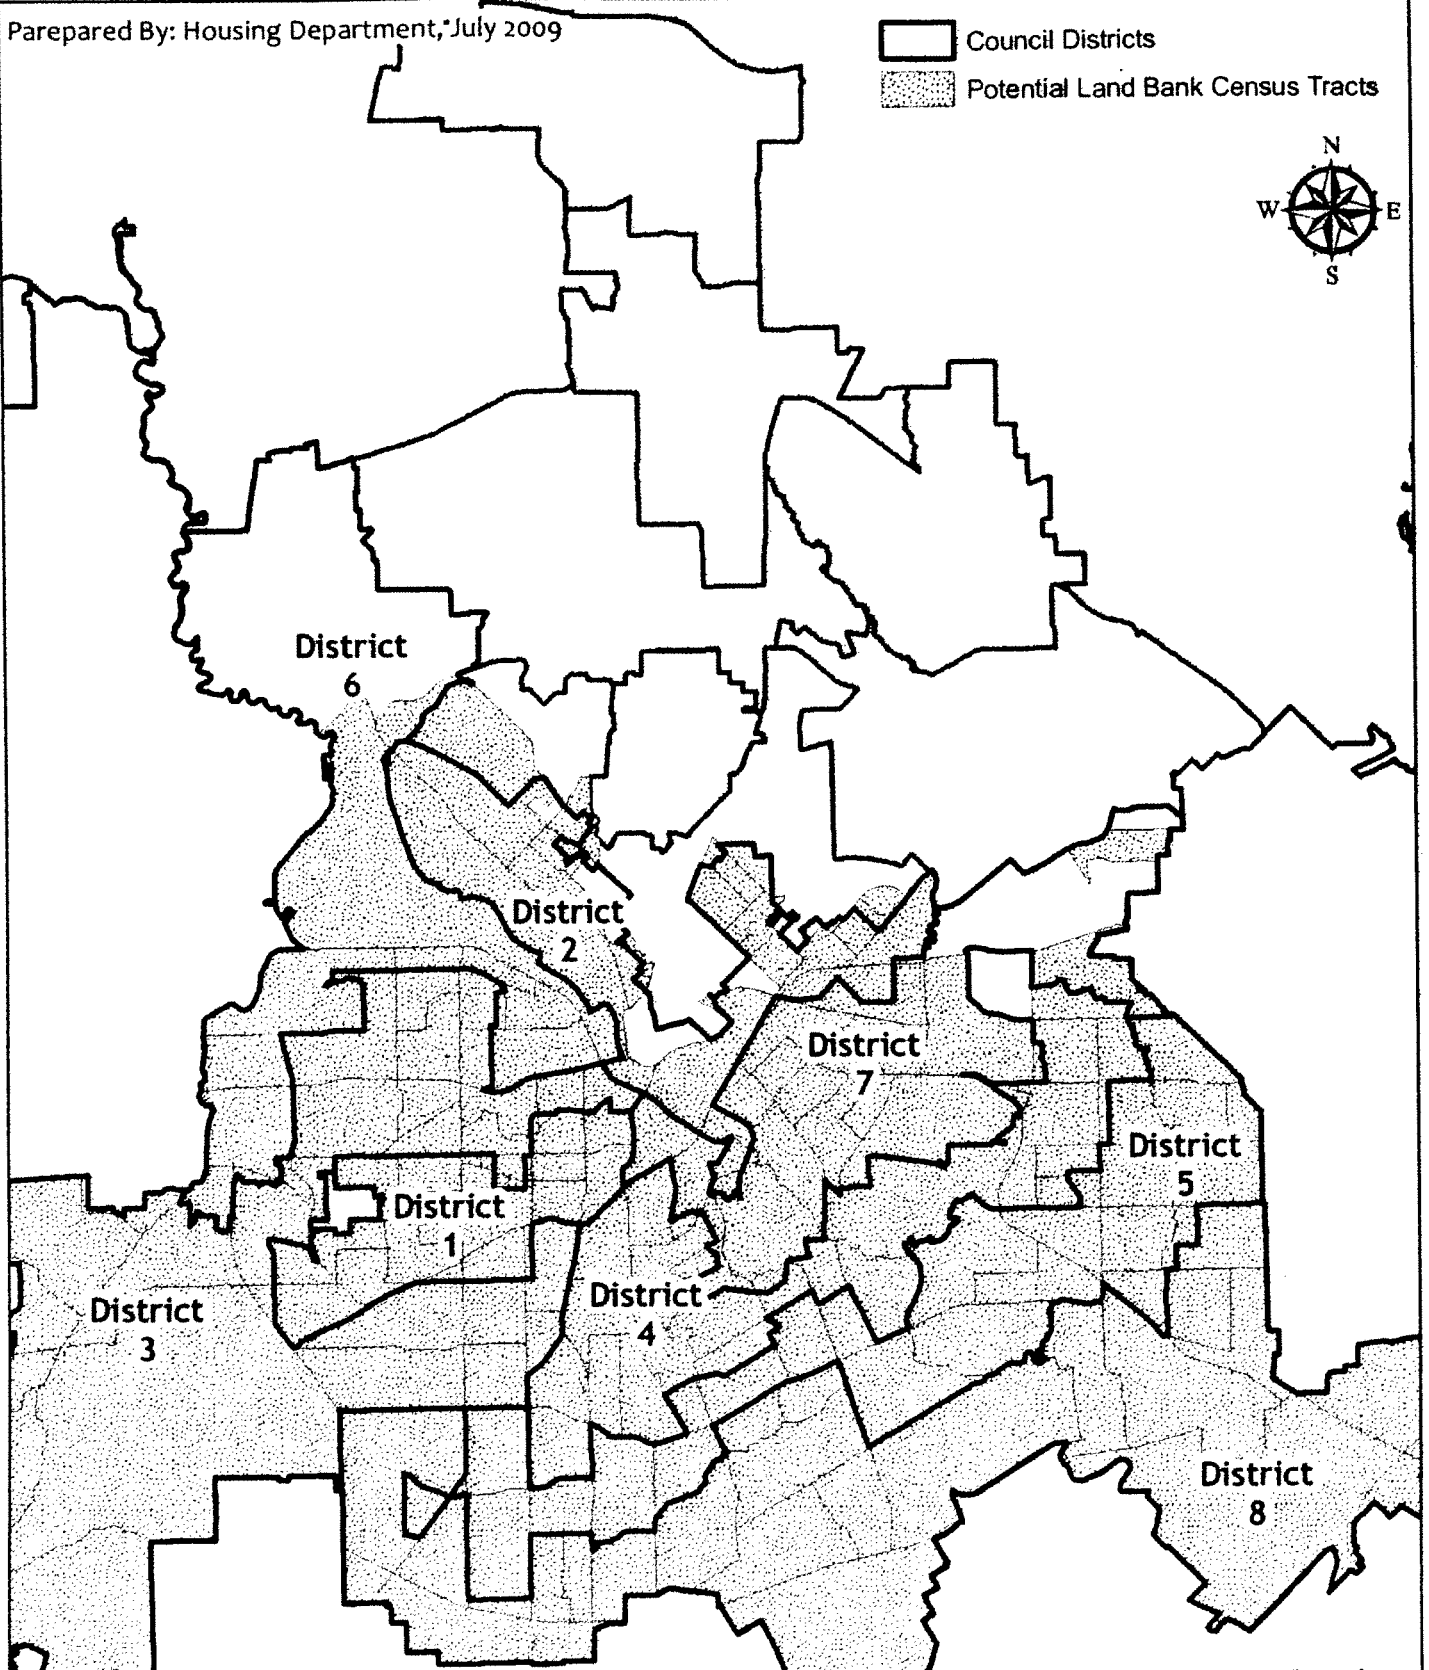 Parepared By: Housing Department, July 2009
Council Districts
Potential Land Bank Census Tracts
N
W
E
S
District
6
District
2
District
7
District
5
District
1
District
3
District
4
District
8